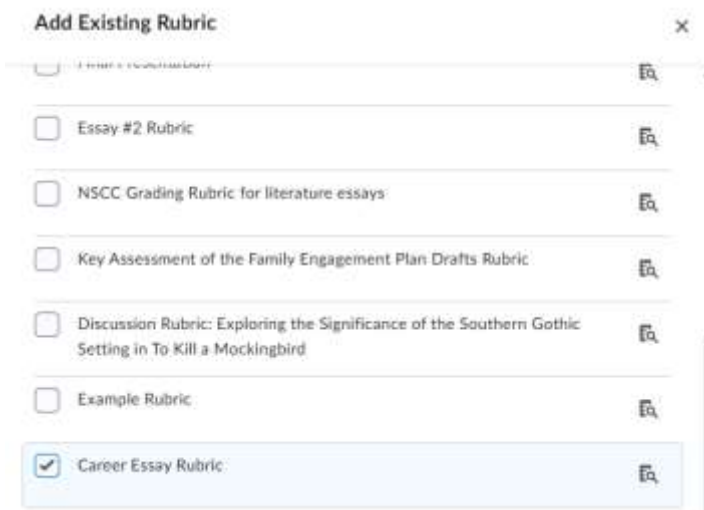 Add Existing Rubric
Essay #2 Rubric
NSCC Grading Rubric for literature essays
Key Assessment of the Family Engagement Plan Drafts Rubric
Discussion Rubric: Exploring the Significance of the Southern Gothic
Setting in To Kill a Mockingbird
Example Rubric
Career Essay Rubric